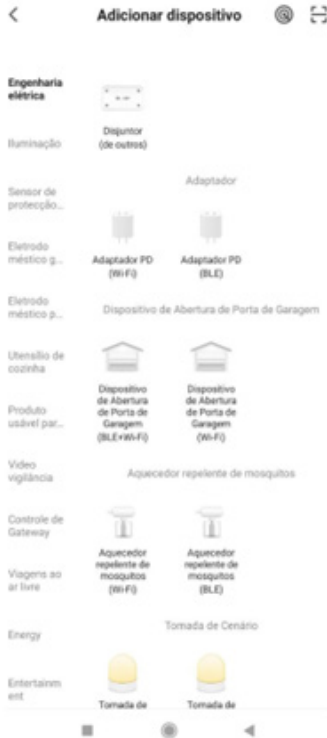 Adicionar dispositivo
Engenharia
elétrica
Iluminação
Sensor de
protecção...
Eletrodo
méstico g...
Eletrodo
méstico p...
Utensílio de
cozinha
Produto
usável par...
Video
vigilância
Controle de
Gateway
Viagens ao
ar livre
Energy
Entertainm
ent
Disjuntor
(de outros)
Adaptador
Adaptador PD
(Wi-Fi)
Adaptador PD
(BLE)
Dispositivo de Abertura de Porta de Garagem
Dispositivo
de Abertura
de Porta de
Garagem
(BLE+Wi-Fi)
Dispositivo
de Abertura
de Porta de
Garagem
(Wi-Fi)
Aquecedor repelente de mosquitos
Aquecedor
repelente de
mosquitos
(Wi-Fi)
Aquecedor
repelente de
mosquitos
(BLE)
Tomada de Cenário
Tomada de
Tomada de